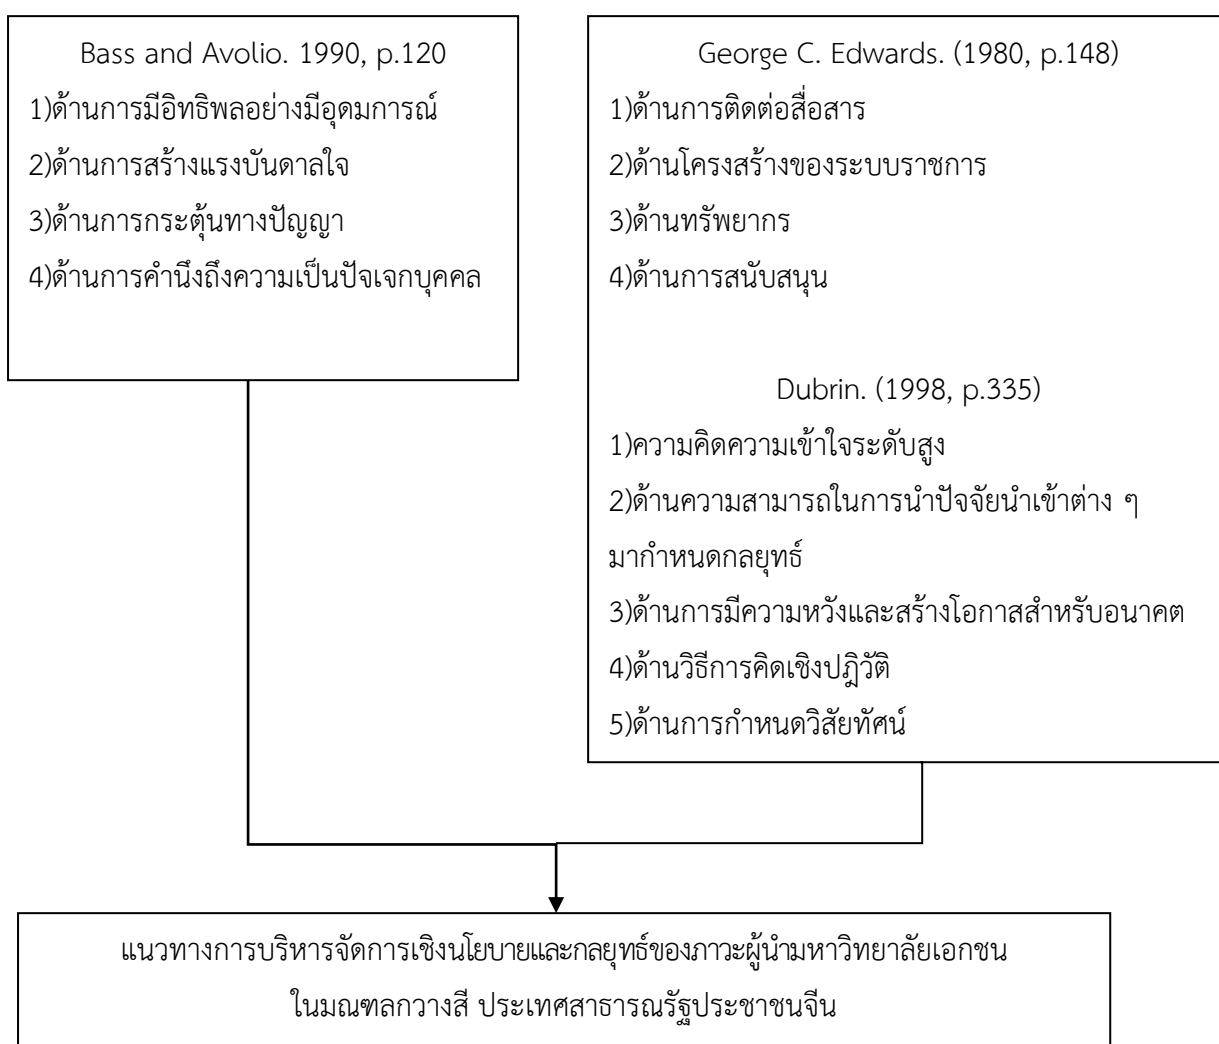 Bass and Avolio. 1990, p.120
1)ด้านการมีอิทธิพลอย่างมีอุดมการณ์
2)ด้านการสร้างแรงบันดาลใจ
3)ด้านการกระตุ้นทางปัญญา
4)ด้านการคำนึงถึงความเป็นปัจเจกบุคคล
George C. Edwards. (1980, p.148)
1)ด้านการติดต่อสื่อสาร
2)ด้านโครงสร้างของระบบราชการ
3)ด้านทรัพยากร
4)ด้านการสนับสนุน
Dubrin. (1998, p.335)
1)ความคิดความเข้าใจระดับสูง
2)ด้านความสามารถในการนำปัจจัยนำเข้าต่าง ๆ
มากำหนดกลยุทธ์
3)ด้านการมีความหวังและสร้างโอกาสสำหรับอนาคต
4)ด้านวิธีการคิดเชิงปฎิวัติ
5)ด้านการกำหนดวิสัยทัศน์
แนวทางการบริหารจัดการเชิงนโยบายและกลยุทธ์ของภาวะผู้นำมหาวิทยาลัยเอกชน
ในมณฑลกวางสี ประเทศสาธารณรัฐประชาชนจีน